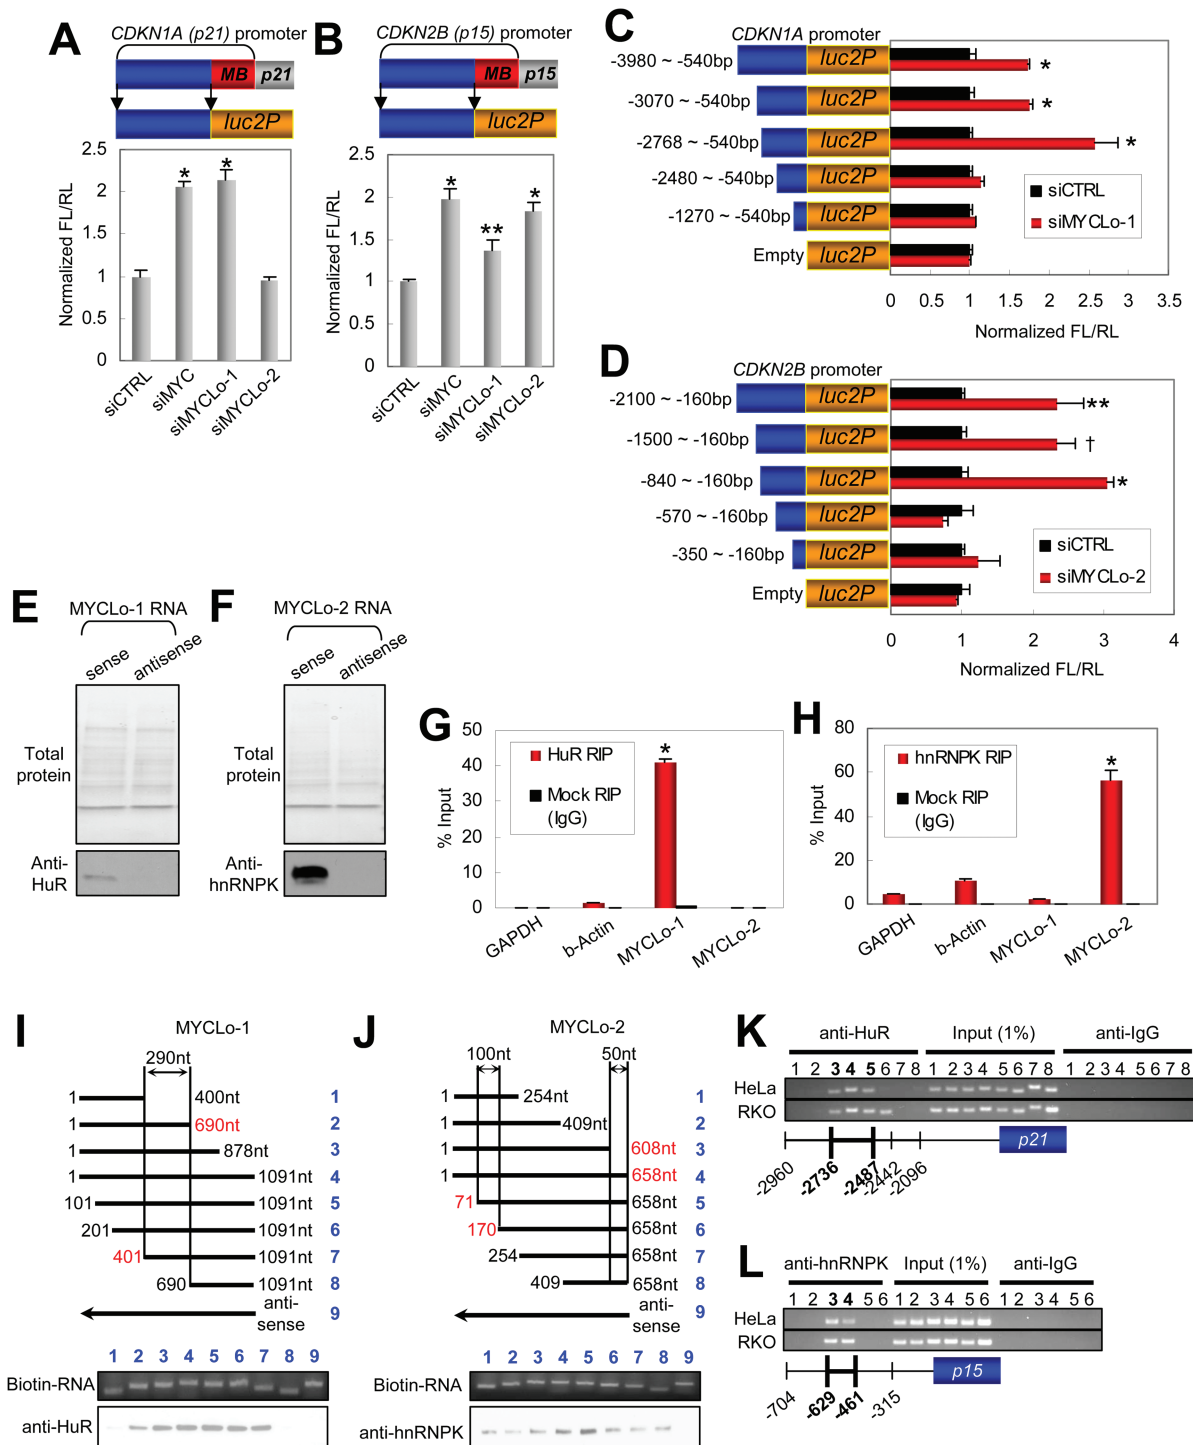 A
CDKN1A (p21) promoter
MB
p21
luc2P
Normalized FL/RL
2.5
2
1.5
1
0.5
0
*
*
siCTRL
siMYC
siMYCLo-1
siMYCLo-2
B
CDKN2B (p15) promoter
MB
p15
luc2P
Normalized FL/RL
2.5
2
1.5
1
0.5
0
*
**
*
siCTRL
siMYC
siMYCLo-1
siMYCLo-2
C
CDKN1A promoter
-3980 ~ -540bp
luc2P
*
-3070 ~ -540bp
luc2P
*
-2768 ~ -540bp
luc2P
*
-2480 ~ -540bp
luc2P
-1270 ~ -540bp
luc2P
Empty
luc2P
siCTRL
siMYCLo-1
0 0.5 1 1.5 2 2.5 3 3.5
Normalized FL/RL
D
CDKN2B promoter
-2100 ~ -160bp
luc2P
**
-1500 ~ -160bp
luc2P
†
-840 ~ -160bp
luc2P
*
-570 ~ -160bp
luc2P
-350 ~ -160bp
luc2P
Empty
luc2P
siCTRL
siMYCLo-2
0 1 2 3 4
Normalized FL/RL
E
MYCLo-1 RNA
sense
antisense
Total
protein
Anti-
HuR
F
MYCLo-2 RNA
sense
antisense
Total
protein
Anti-
hnRNPK
G
% Input
50
40
30
20
10
0
HuR RIP
Mock RIP
(IgG)
*
GAPDH
b-Actin
MYCLo-1
MYCLo-2
H
% Input
80
60
40
20
0
hnRNPK RIP
Mock RIP
(IgG)
*
GAPDH
b-Actin
MYCLo-1
MYCLo-2
I
MYCLo-1
290nt
1 400nt 1
1 690nt 2
1 878nt 3
1 1091nt 4
101 1091nt 5
201 1091nt 6
401 1091nt 7
690 1091nt 8
anti-
sense
9
1 2 3 4 5 6 7 8 9
Biotin-RNA
anti-HuR
J
MYCLo-2
100nt 50nt
1 254nt 1
1 409nt 2
1 608nt 3
1 658nt 4
71 658nt 5
170 658nt 6
254 658nt 7
409 658nt 8
anti-
sense
9
1 2 3 4 5 6 7 8 9
Biotin-RNA
anti-hnRNPK
K
anti-HuR Input (1%) anti-IgG
1 2 3 4 5 6 7 8 1 2 3 4 5 6 7 8 1 2 3 4 5 6 7 8
HeLa
RKO
p21
-2960
-2736
-2487
-2442
-2096
L
anti-hnRNPK Input (1%) anti-IgG
1 2 3 4 5 6 1 2 3 4 5 6 1 2 3 4 5 6
HeLa
RKO
p15
-704
-629
-461
-315